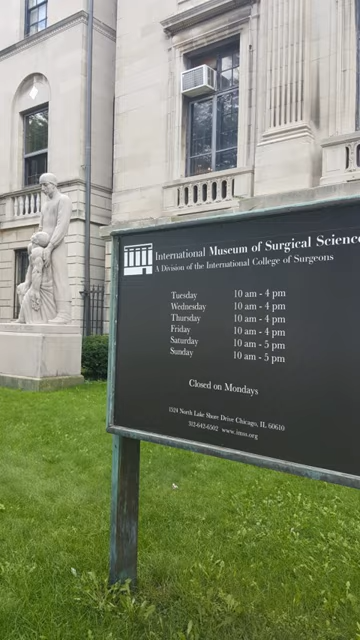 International Museum of Surgical Science
A Division of the International College of Surgeons
Tuesday 10 am - 4 pm
Wednesday 10 am - 4 pm
Thursday 10 am - 4 pm
Friday 10 am - 4 pm
Saturday 10 am - 5 pm
Sunday 10 am - 5 pm
Closed on Mondays
1524 North Lake Shore Drive Chicago, IL 60610
312-642-6502 www.imss.org